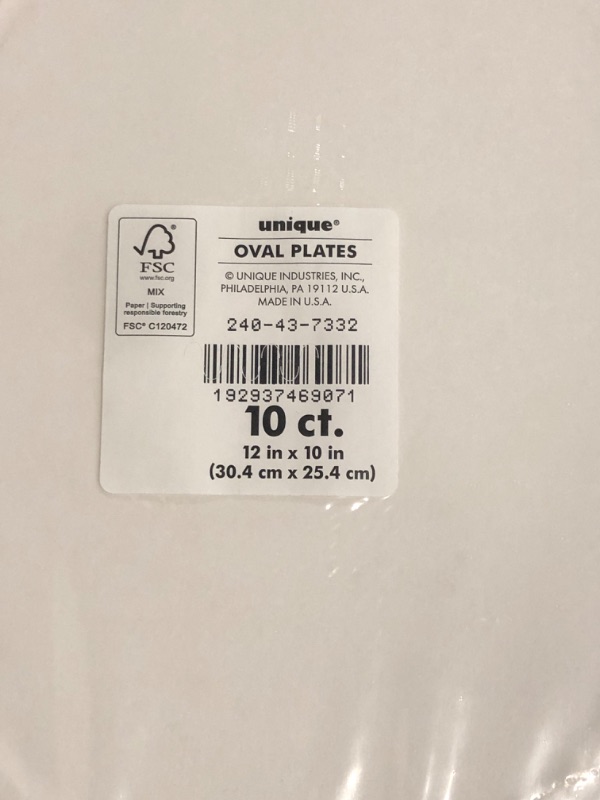 FSC®
www.fsc.org
MIX
Paper | Supporting
responsible forestry
FSC® C120472
unique®
OVAL PLATES
© UNIQUE INDUSTRIES, INC.,
PHILADELPHIA, PA 19112 U.S.A.
MADE IN U.S.A.
240-43-7332
192937469071
10 ct.
12 in x 10 in
(30.4 cm x 25.4 cm)